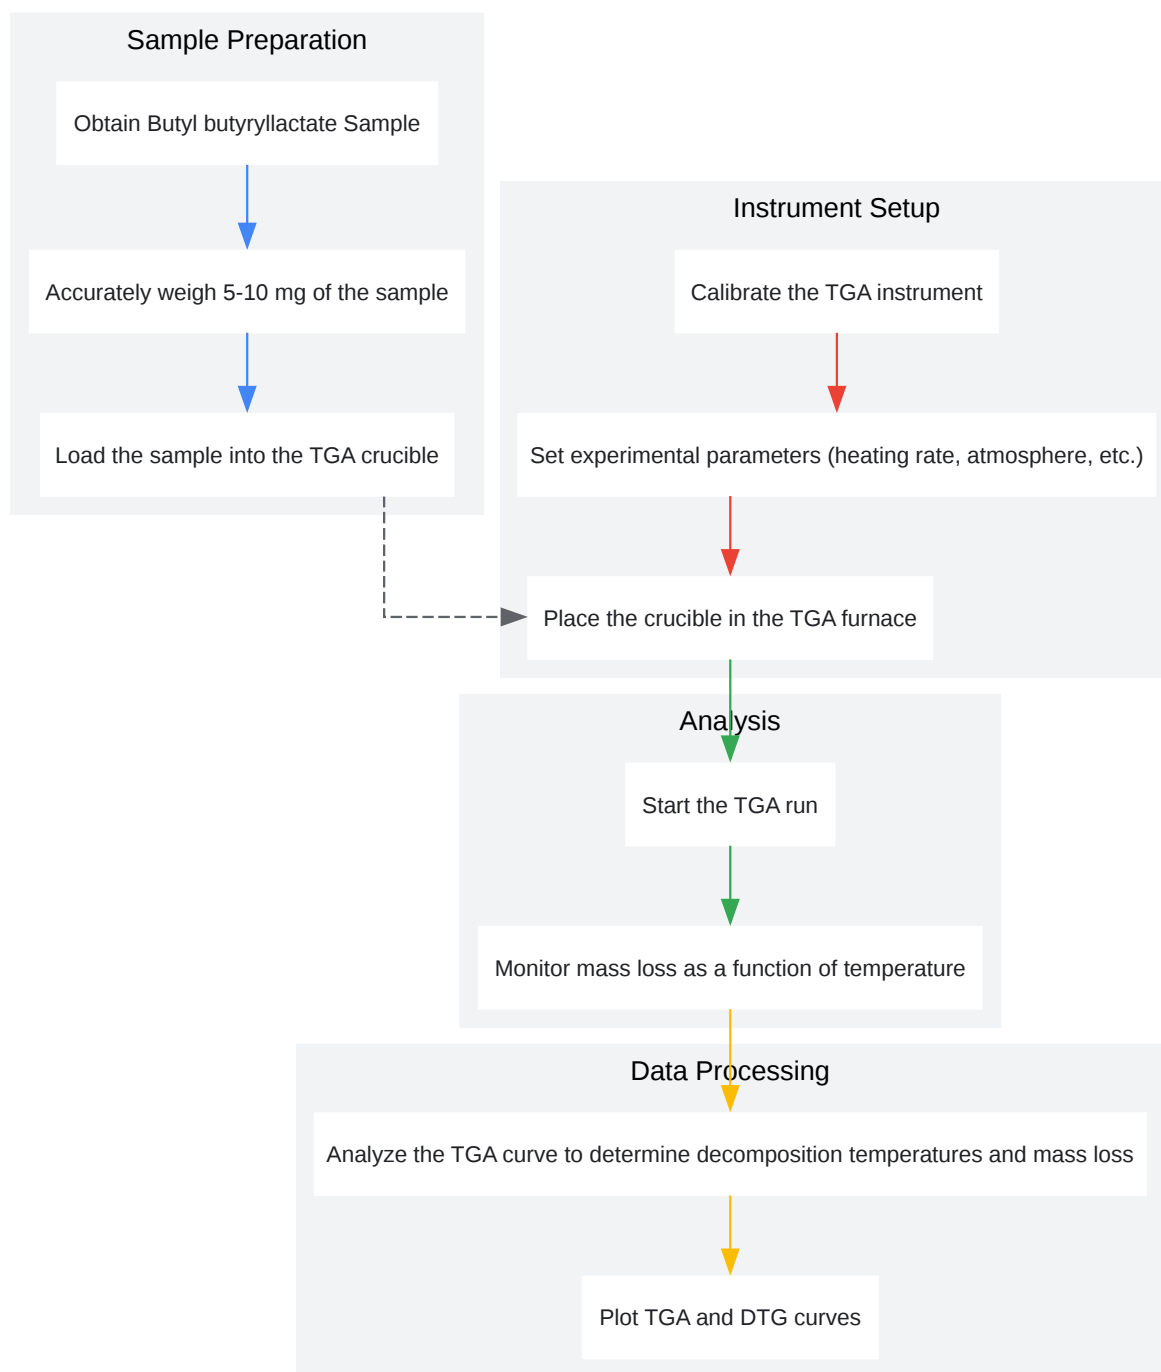 Sample Preparation
Obtain Butyl butyryllactate Sample
Accurately weigh 5-10 mg of the sample
Load the sample into the TGA crucible
Instrument Setup
Calibrate the TGA instrument
Set experimental parameters (heating rate, atmosphere, etc.)
Place the crucible in the TGA furnace
Analysis
Start the TGA run
Monitor mass loss as a function of temperature
Data Processing
Analyze the TGA curve to determine decomposition temperatures and mass loss
Plot TGA and DTG curves